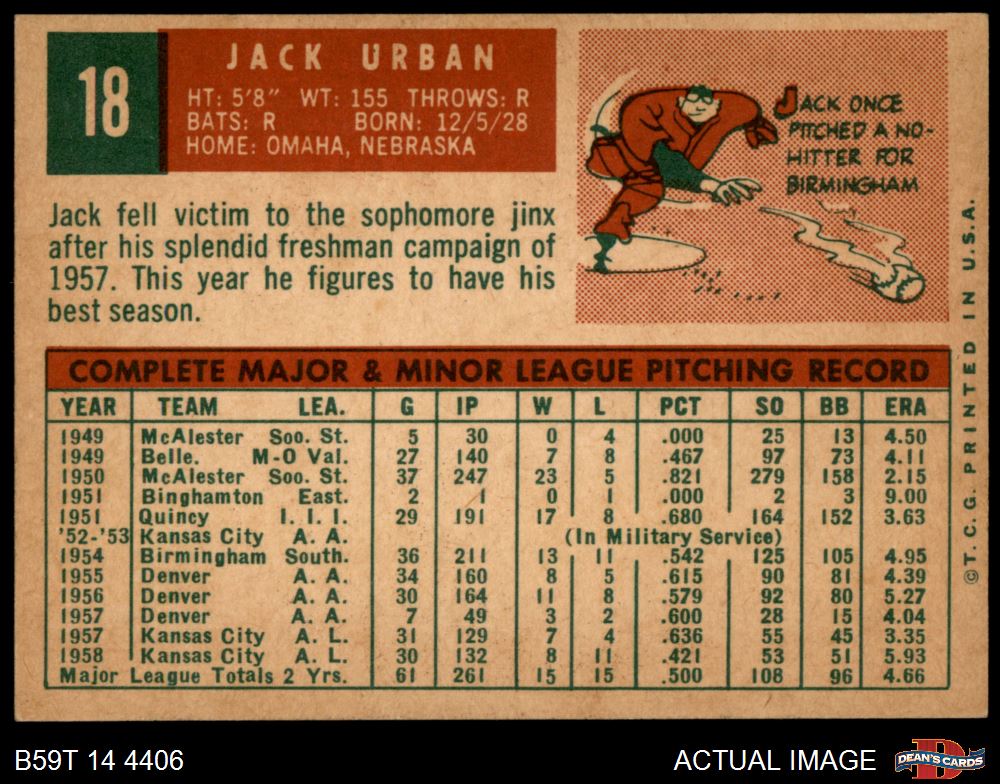 18
JACK URBAN
HT: 5'8" WT: 155 THROWS: R
BATS: R BORN: 12/5/28
HOME: OMAHA, NEBRASKA
Jack fell victim to the sophomore jinx
after his splendid freshman campaign of
1957. This year he figures to have his
best season.
JACK ONCE
PITCHED A NO-
HITTER FOR
BIRMINGHAM
COMPLETE MAJOR & MINOR LEAGUE PITCHING RECORD
YEAR TEAM LEA. G IP W L PCT SO BB ERA
1949 McAlester Soo. St. 5 30 0 4 .000 25 13 4.50
1949 Belle. M-O Val. 27 140 7 8 .467 97 73 4.11
1950 McAlester Soo. St. 37 247 23 5 .821 279 158 2.15
1951 Binghamton East. 2 1 0 1 .000 2 3 9.00
1951 Quincy I. I. I. 29 191 17 8 .680 164 152 3.63
'52-'53 Kansas City A. A. (In Military Service)
1954 Birmingham South. 36 211 13 11 .542 125 105 4.95
1955 Denver A. A. 34 160 8 5 .615 90 81 4.39
1956 Denver A. A. 30 164 11 8 .579 92 80 5.27
1957 Denver A. A. 7 49 3 2 .600 28 15 4.04
1957 Kansas City A. L. 31 129 7 4 .636 55 45 3.35
1958 Kansas City A. L. 30 132 8 11 .421 53 51 5.93
Major League Totals 2 Yrs. 61 261 15 15 .500 108 96 4.66
© T. C. G. PRINTED IN U.S.A.
B59T 14 4406
ACTUAL IMAGE
D
DEAN'S CARDS